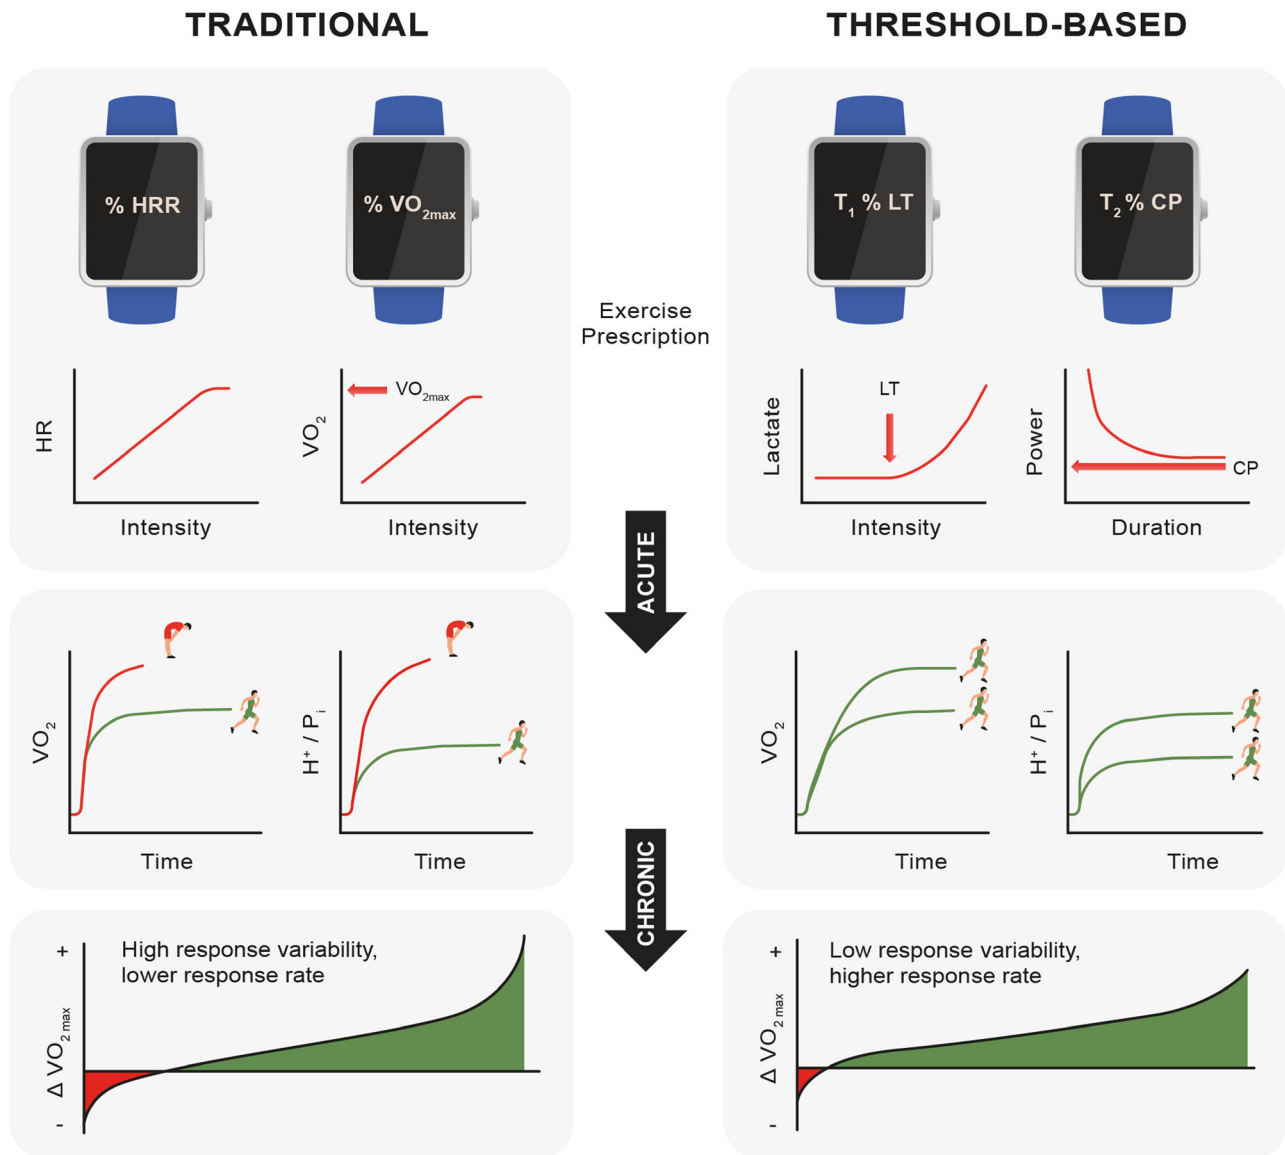 TRADITIONAL
THRESHOLD-BASED
% HRR
% VO2max
T1 % LT
T2 % CP
Exercise
Prescription
HR
Intensity
VO2
VO2max
Intensity
Lactate
LT
Intensity
Power
CP
Duration
ACUTE
VO2
Time
H+ / Pi
Time
VO2
Time
H+ / Pi
Time
CHRONIC
+
High response variability,
lower response rate
Δ VO2 max
-
+
Low response variability,
higher response rate
Δ VO2 max
-